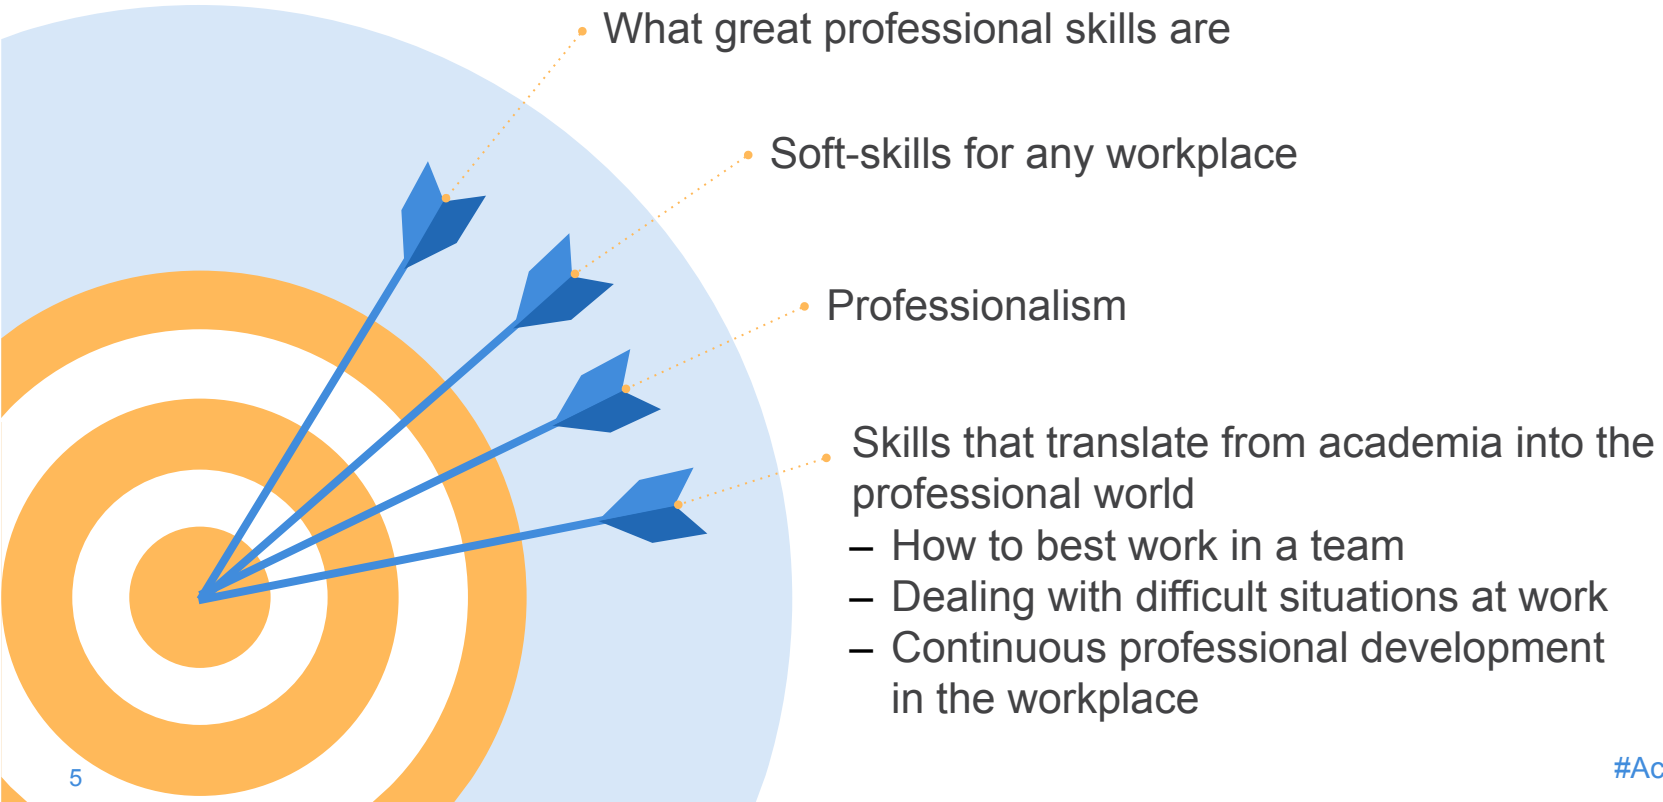 What great professional skills are
Soft-skills for any workplace
Professionalism
Skills that translate from academia into the
professional world
– How to best work in a team
– Dealing with difficult situations at work
– Continuous professional development
in the workplace
5
#Ac